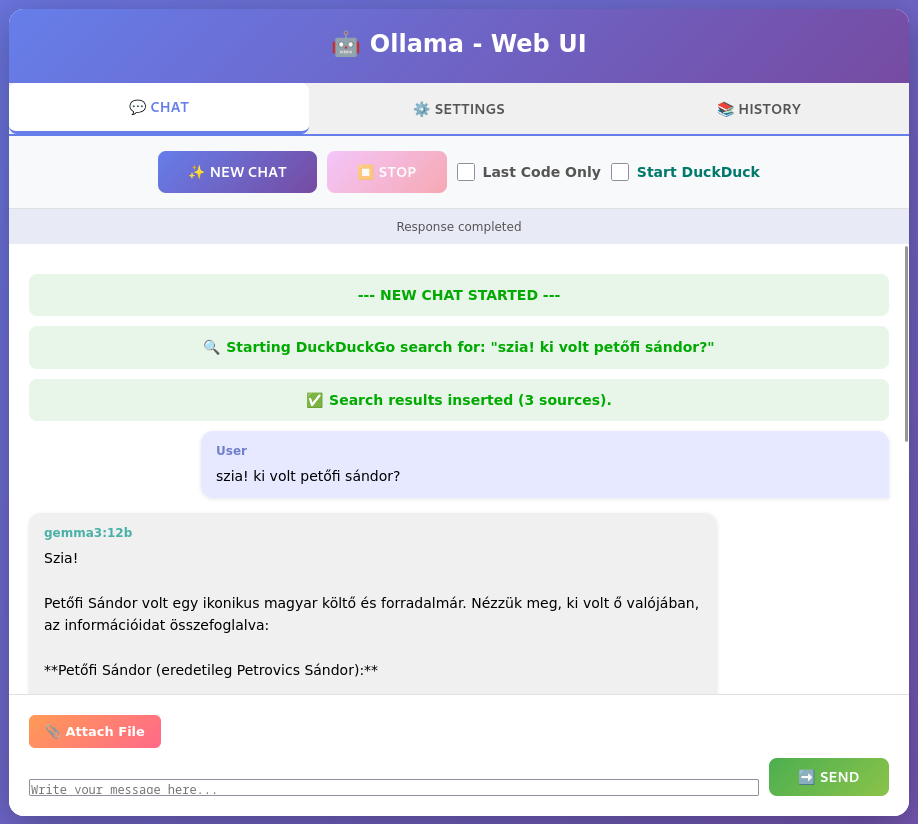 🤖 Ollama - Web UI
💬 CHAT
⚙️ SETTINGS
📚 HISTORY
✨ NEW CHAT
⏹️ STOP
Last Code Only
Start DuckDuck
Response completed
--- NEW CHAT STARTED ---
🔍 Starting DuckDuckGo search for: "szia! ki volt petőfi sándor?"
✅ Search results inserted (3 sources).
User
szia! ki volt petőfi sándor?
gemma3:12b
Szia!
Petőfi Sándor volt egy ikonikus magyar költő és forradalmár. Nézzük meg, ki volt ő valójában,
az információidat összefoglalva:
**Petőfi Sándor (eredetileg Petrovics Sándor):**
📎 Attach File
Write your message here...
➡️ SEND